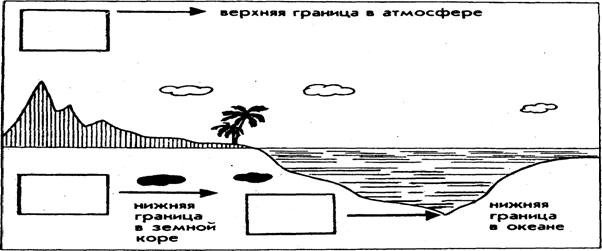 верхняя граница в атмосфере
нижняя
граница
в земной
коре
нижняя
граница
в океане